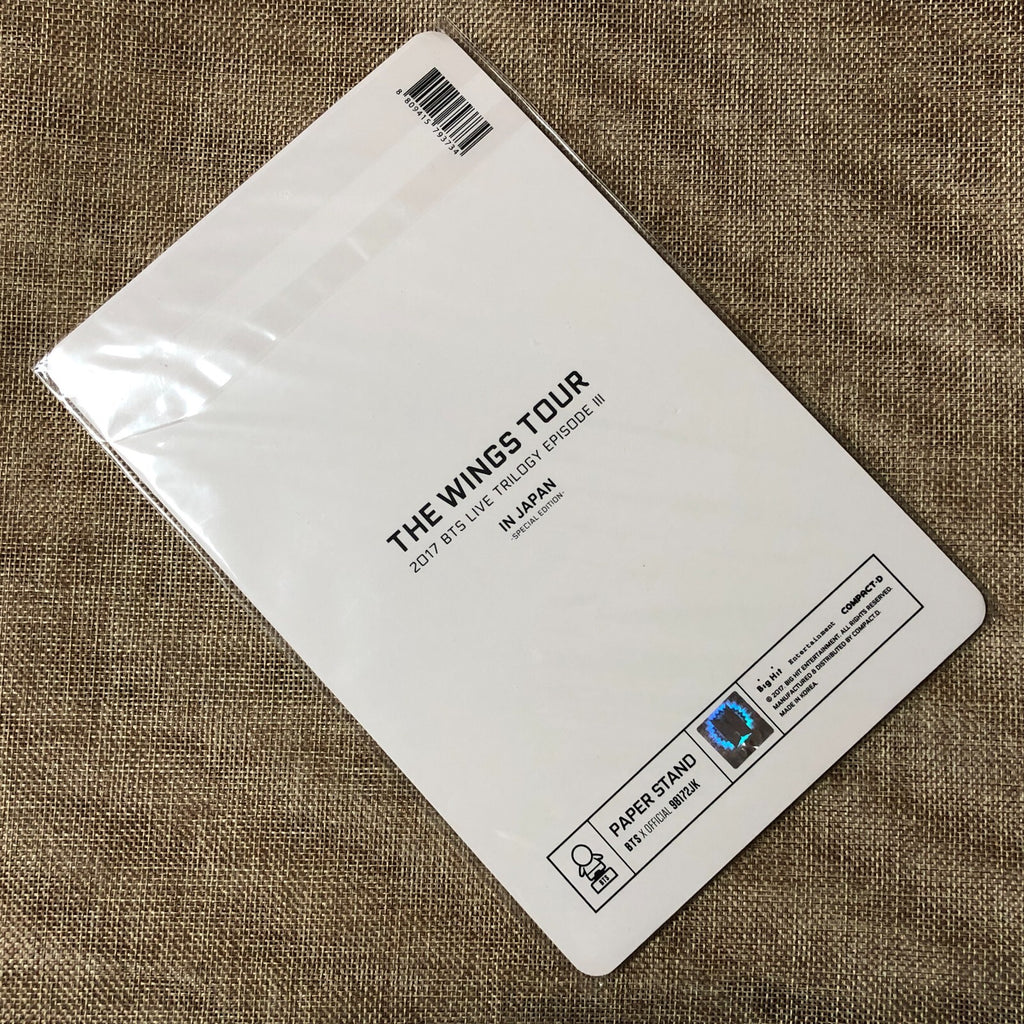 8 809415 793734
THE WINGS TOUR
2017 BTS LIVE TRILOGY EPISODE III
IN JAPAN
-SPECIAL EDITION-
BTS
PAPER STAND
BTS X OFFICIAL 98172JK
Big Hit Entertainment COMPACT-D
© 2017 BIG HIT ENTERTAINMENT. ALL RIGHTS RESERVED.
MANUFACTURED & DISTRIBUTED BY COMPACT.D.
MADE IN KOREA.